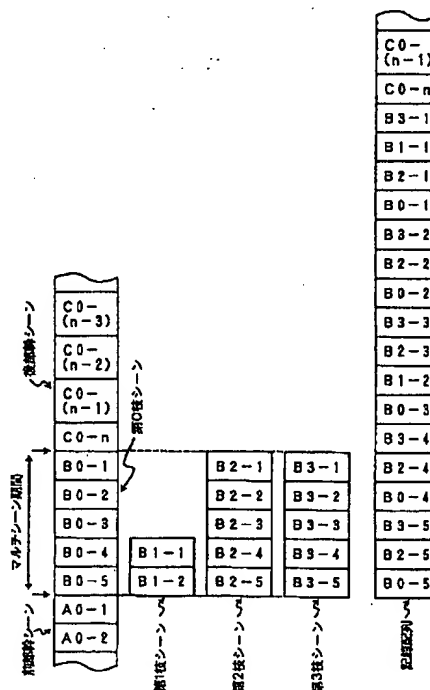 後部幹シーン
マルチシーン期間
前部幹シーン
C0-
(n-3)
C0-
(n-2)
C0-
(n-1)
C0-n
B0-1
B0-2
B0-3
B0-4
B0-5
A0-1
A0-2
第0枝シーン
B1-1
B1-2
第1枝シーン
B2-1
B2-2
B2-3
B2-4
B2-5
第2枝シーン
B3-1
B3-2
B3-3
B3-4
B3-5
第3枝シーン
C0-
(n-1)
C0-n
B3-1
B1-1
B2-1
B0-1
B3-2
B2-2
B0-2
B3-3
B2-3
B1-2
B0-3
B3-4
B2-4
B0-4
B3-5
B2-5
B0-5
記録配列